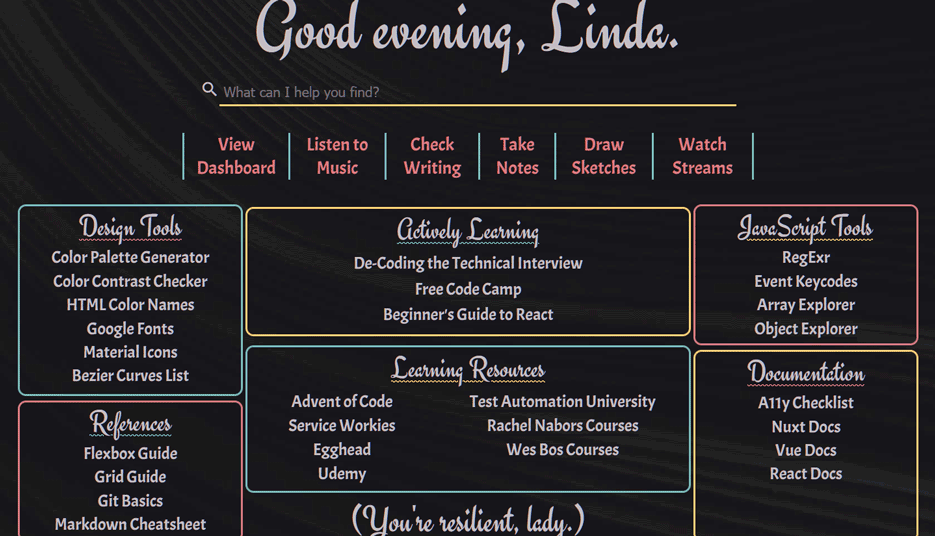 Good evening, Linda.
What can I help you find?
View
Dashboard
Listen to
Music
Check
Writing
Take
Notes
Draw
Sketches
Watch
Streams
Design Tools
Color Palette Generator
Color Contrast Checker
HTML Color Names
Google Fonts
Material Icons
Bezier Curves List
References
Flexbox Guide
Grid Guide
Git Basics
Markdown Cheatsheet
Actively Learning
De-Coding the Technical Interview
Free Code Camp
Beginner's Guide to React
Learning Resources
Advent of Code
Service Workies
Egghead
Udemy
Test Automation University
Rachel Nabors Courses
Wes Bos Courses
(You're resilient, lady.)
JavaScript Tools
RegExr
Event Keycodes
Array Explorer
Object Explorer
Documentation
A11y Checklist
Nuxt Docs
Vue Docs
React Docs